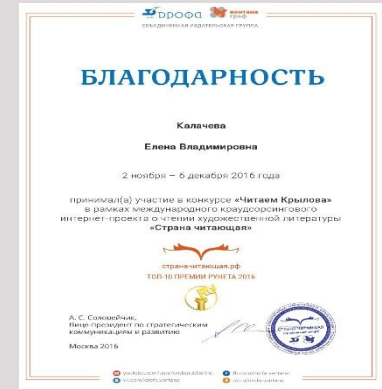 дрофа вентана граф
ОБЪЕДИНЕННАЯ ИЗДАТЕЛЬСКАЯ ГРУППА
БЛАГОДАРНОСТЬ
Калачева
Елена Владимировна
2 ноября – 6 декабря 2016 года
принимал(а) участие в конкурсе «Читаем Крылова»
в рамках международного краудсорсингового
интернет-проекта о чтении художественной литературы
«Страна читающая»
страначитающая.рф
ТОП-10 ПРЕМИИ РУНЕТА 2016
А. С. Соловейчик,
Вице-президент по стратегическим
коммуникациям и развитию
Москва 2016